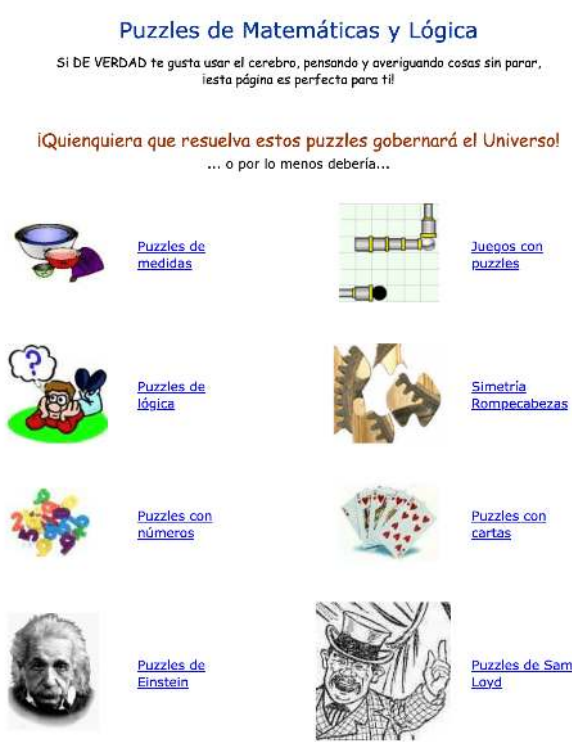 Puzzles de Matemáticas y Lógica
Si DE VERDAD te gusta usar el cerebro, pensando y averiguando cosas sin parar,
¡esta página es perfecta para ti!
¡Quienquiera que resuelva estos puzzles gobernará el Universo!
... o por lo menos debería...
Puzzles de
medidas
Juegos con
puzzles
Puzzles de
lógica
Simetría
Rompecabezas
Puzzles con
números
Puzzles con
cartas
Puzzles de
Einstein
Puzzles de Sam
Loyd